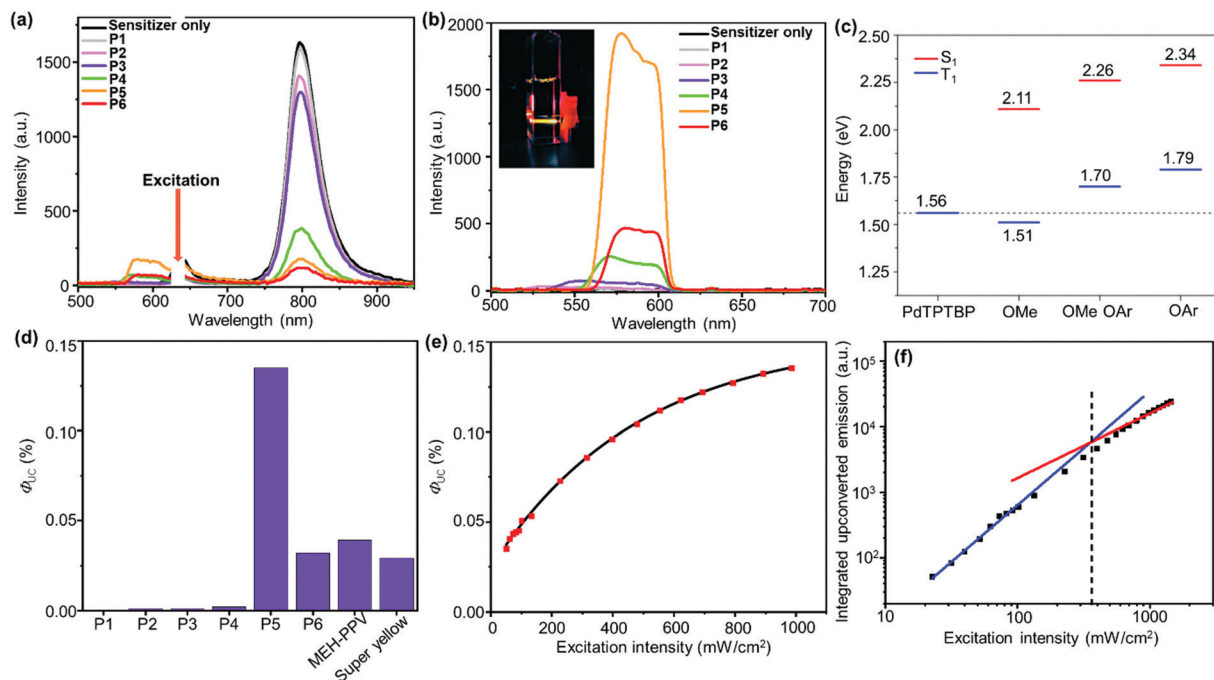 (a)
Sensitizer only
P1
P2
P3
P4
P5
P6
Excitation
Intensity (a.u.)
1500
1000
500
0
500 600 700 800 900
Wavelength (nm)
(b)
Sensitizer only
P1
P2
P3
P4
P5
P6
Intensity (a.u.)
2000
1500
1000
500
0
500 550 600 650 700
Wavelength (nm)
(c)
S1
T1
Energy (eV)
2.50
2.25
2.00
1.75
1.50
1.25
2.34
2.26
2.11
1.79
1.70
1.56
1.51
PdTPTBP OMe OMe OAr OAr
(d)
ΦUC (%)
0.15
0.10
0.05
0.00
P1 P2 P3 P4 P5 P6 MEH-PPV Super yellow
(e)
ΦUC (%)
0.15
0.10
0.05
0.00
0 200 400 600 800 1000
Excitation intensity (mW/cm2)
(f)
Integrated upconverted emission (a.u.)
10^5
10^4
10^3
10^2
10 100 1000
Excitation intensity (mW/cm2)